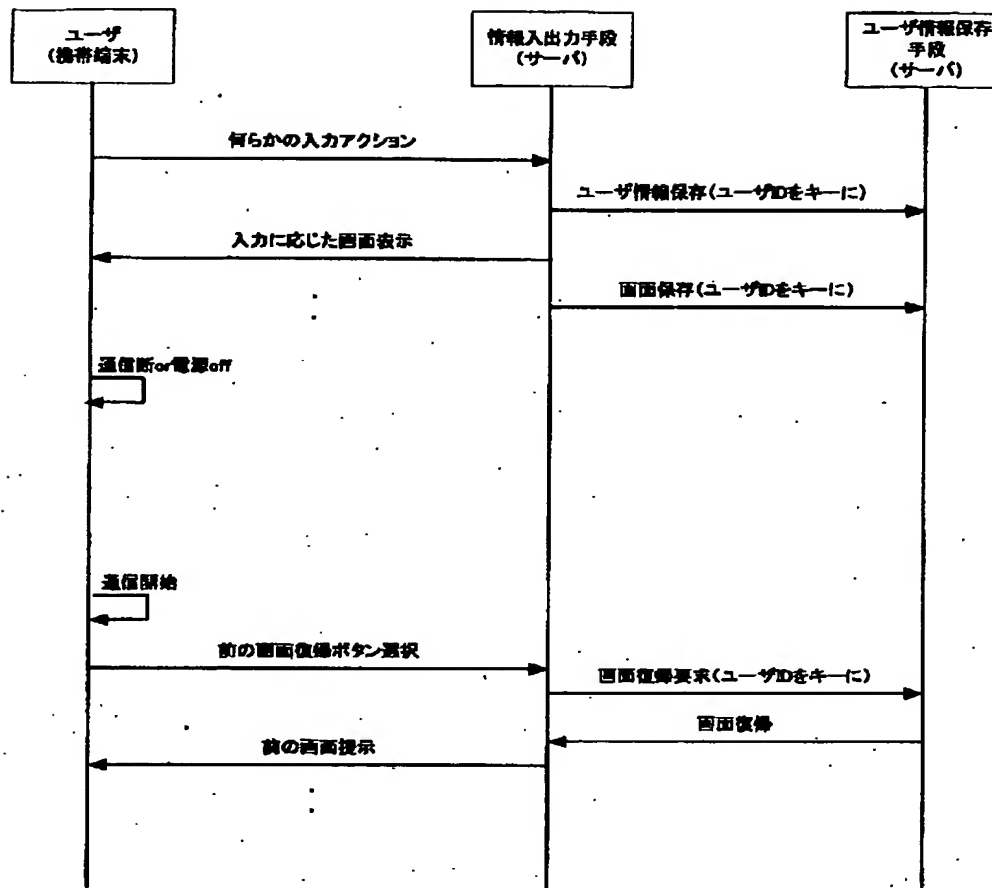 ユーザ
(携帯端末)
情報入出力手段
(サーバ)
ユーザ情報保存
手段
(サーバ)
何らかの入力アクション
ユーザ情報保存(ユーザIDをキーに)
入力に応じた画面表示
画面保存(ユーザIDをキーに)
通信断or電源off
通信開始
前の画面復帰ボタン選択
画面復帰要求(ユーザIDをキーに)
画面復帰
前の画面提示